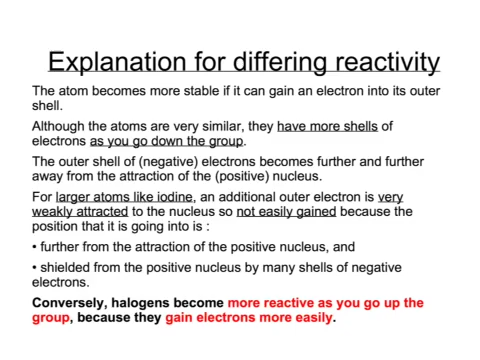 Explanation for differing reactivity
The atom becomes more stable if it can gain an electron into its outer
shell.
Although the atoms are very similar, they have more shells of
electrons as you go down the group.
The outer shell of (negative) electrons becomes further and further
away from the attraction of the (positive) nucleus.
For larger atoms like iodine, an additional outer electron is very
weakly attracted to the nucleus so not easily gained because the
position that it is going into is :
• further from the attraction of the positive nucleus, and
• shielded from the positive nucleus by many shells of negative
electrons.
Conversely, halogens become more reactive as you go up the
group, because they gain electrons more easily.